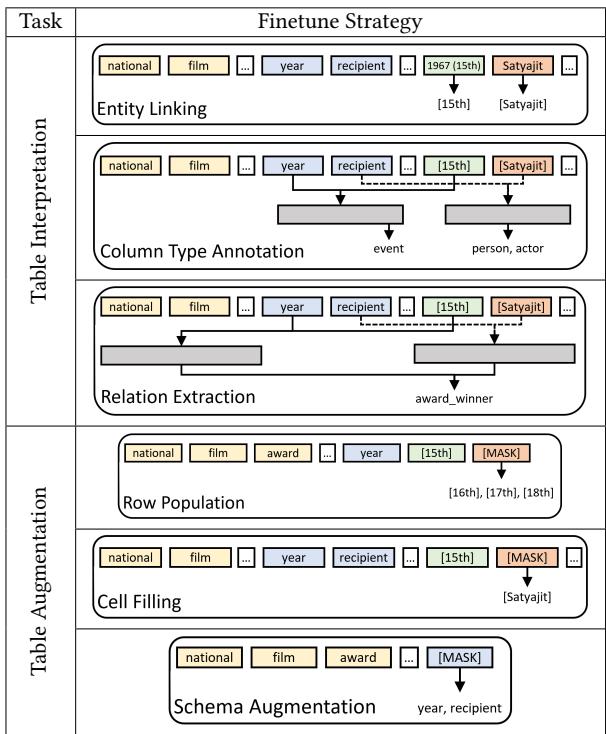 Task Finetune Strategy
Table Interpretation
national film ... year recipient ... 1967 (15th) Satyajit ...
[15th] [Satyajit]
Entity Linking
national film ... year recipient ... [15th] [Satyajit] ...
Column Type Annotation event person, actor
national film ... year recipient ... [15th] [Satyajit] ...
Relation Extraction award_winner
Table Augmentation
national film award ... year [15th] [MASK]
[16th], [17th], [18th]
Row Population
national film ... year recipient ... [15th] [MASK] ...
[Satyajit]
Cell Filling
national film award ... [MASK]
Schema Augmentation year, recipient